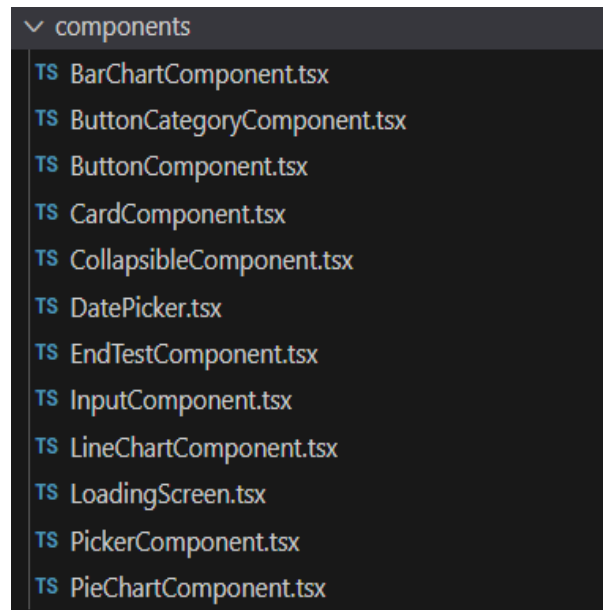 components
TS BarChartComponent.tsx
TS ButtonCategoryComponent.tsx
TS ButtonComponent.tsx
TS CardComponent.tsx
TS CollapsibleComponent.tsx
TS DatePicker.tsx
TS EndTestComponent.tsx
TS InputComponent.tsx
TS LineChartComponent.tsx
TS LoadingScreen.tsx
TS PickerComponent.tsx
TS PieChartComponent.tsx